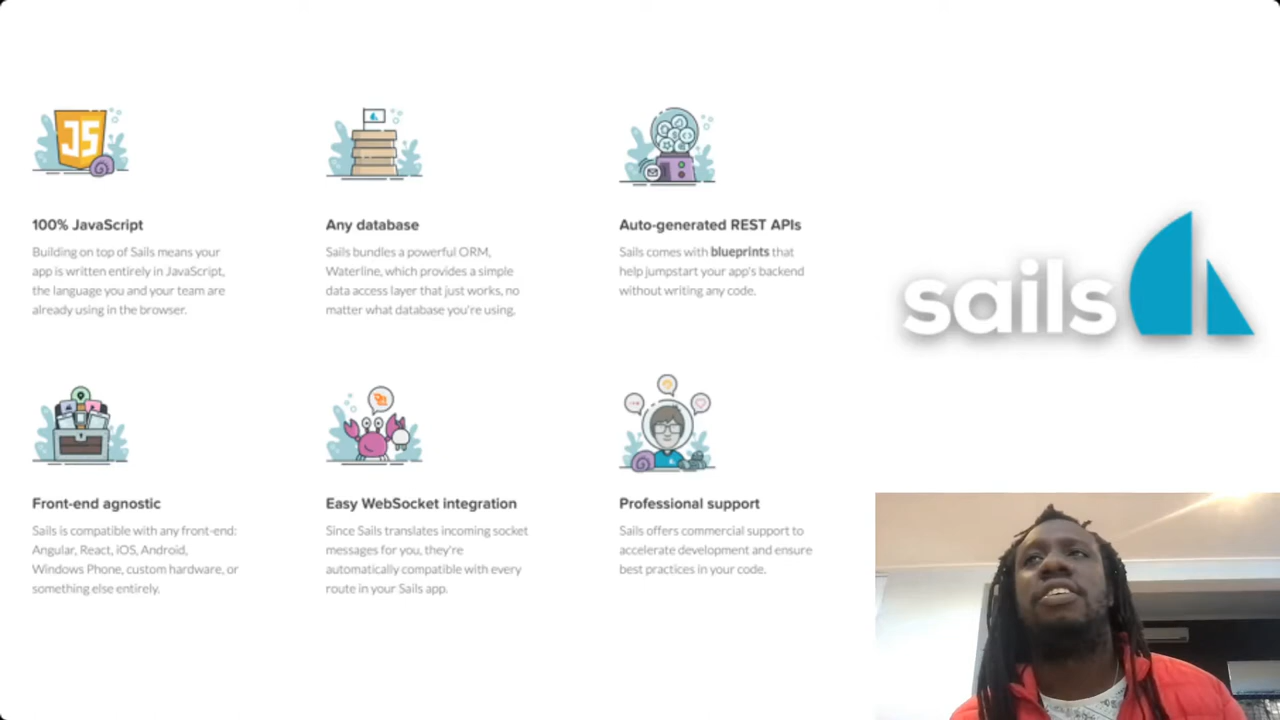 JS
100% JavaScript
Building on top of Sails means your
app is written entirely in JavaScript,
the language you and your team are
already using in the browser.
Any database
Sails bundles a powerful ORM,
Waterline, which provides a simple
data access layer that just works, no
matter what database you're using.
Auto-generated REST APIs
Sails comes with blueprints that
help jumpstart your app's backend
without writing any code.
sails
Front-end agnostic
Sails is compatible with any front-end:
Angular, React, iOS, Android,
Windows Phone, custom hardware, or
something else entirely.
Easy WebSocket integration
Since Sails translates incoming socket
messages for you, they're
automatically compatible with every
route in your Sails app.
Professional support
Sails offers commercial support to
accelerate development and ensure
best practices in your code.